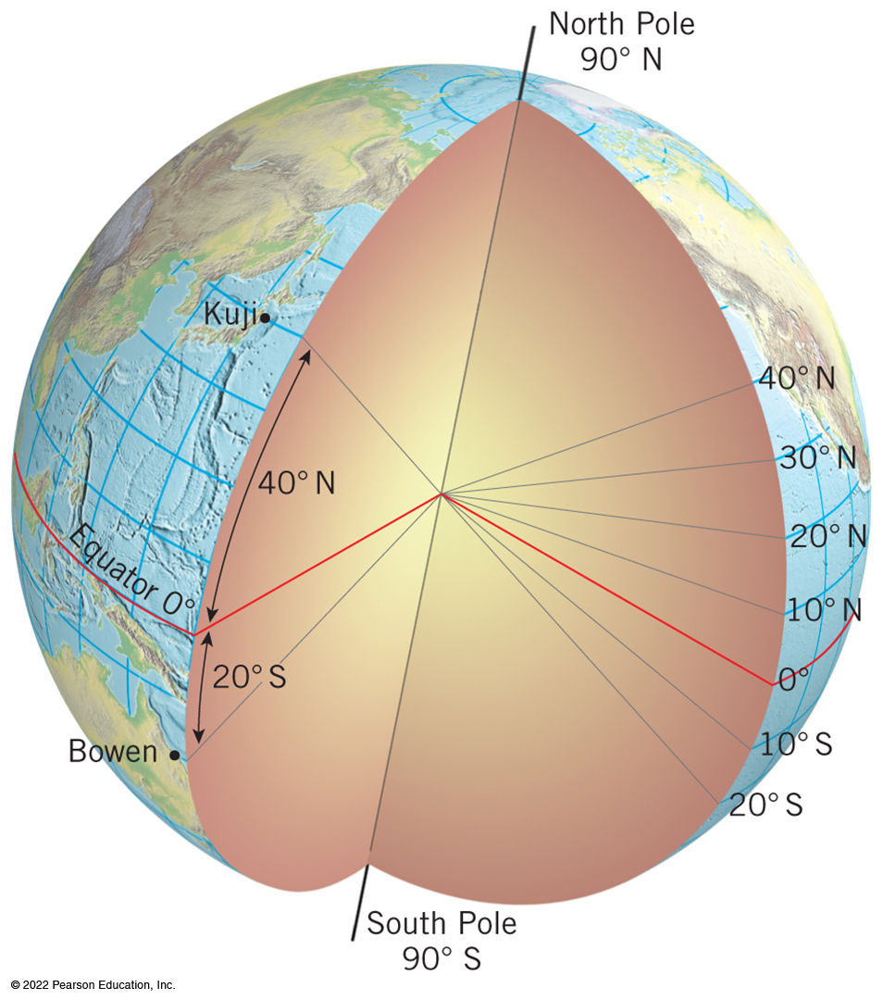 North Pole
90° N
Kuji
40° N
40° N
30° N
20° N
Equator 0°
10° N
20° S
0°
Bowen
10° S
20° S
South Pole
90° S
© 2022 Pearson Education, Inc.